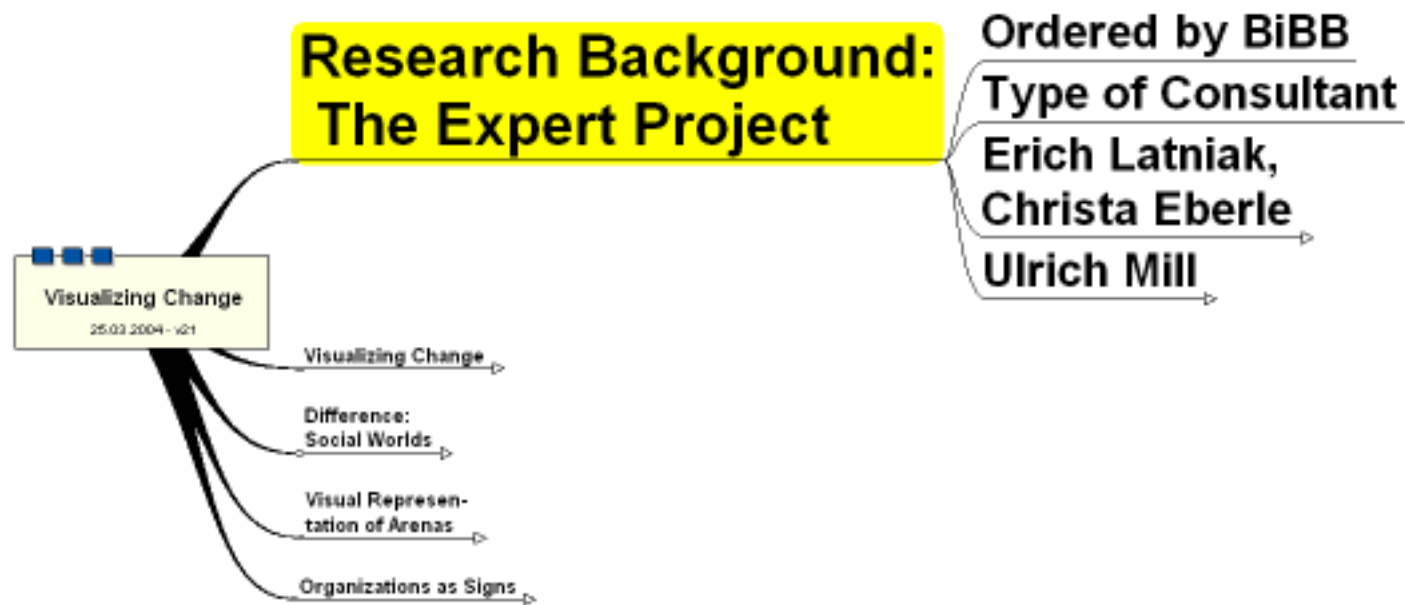 Research Background:
The Expert Project
Ordered by BiBB
Type of Consultant
Erich Latniak,
Christa Eberle
Ulrich Mill
Visualizing Change
25.03.2004 - v21
Visualizing Change
Difference:
Social Worlds
Visual Represen-
tation of Arenas
Organizations as Signs